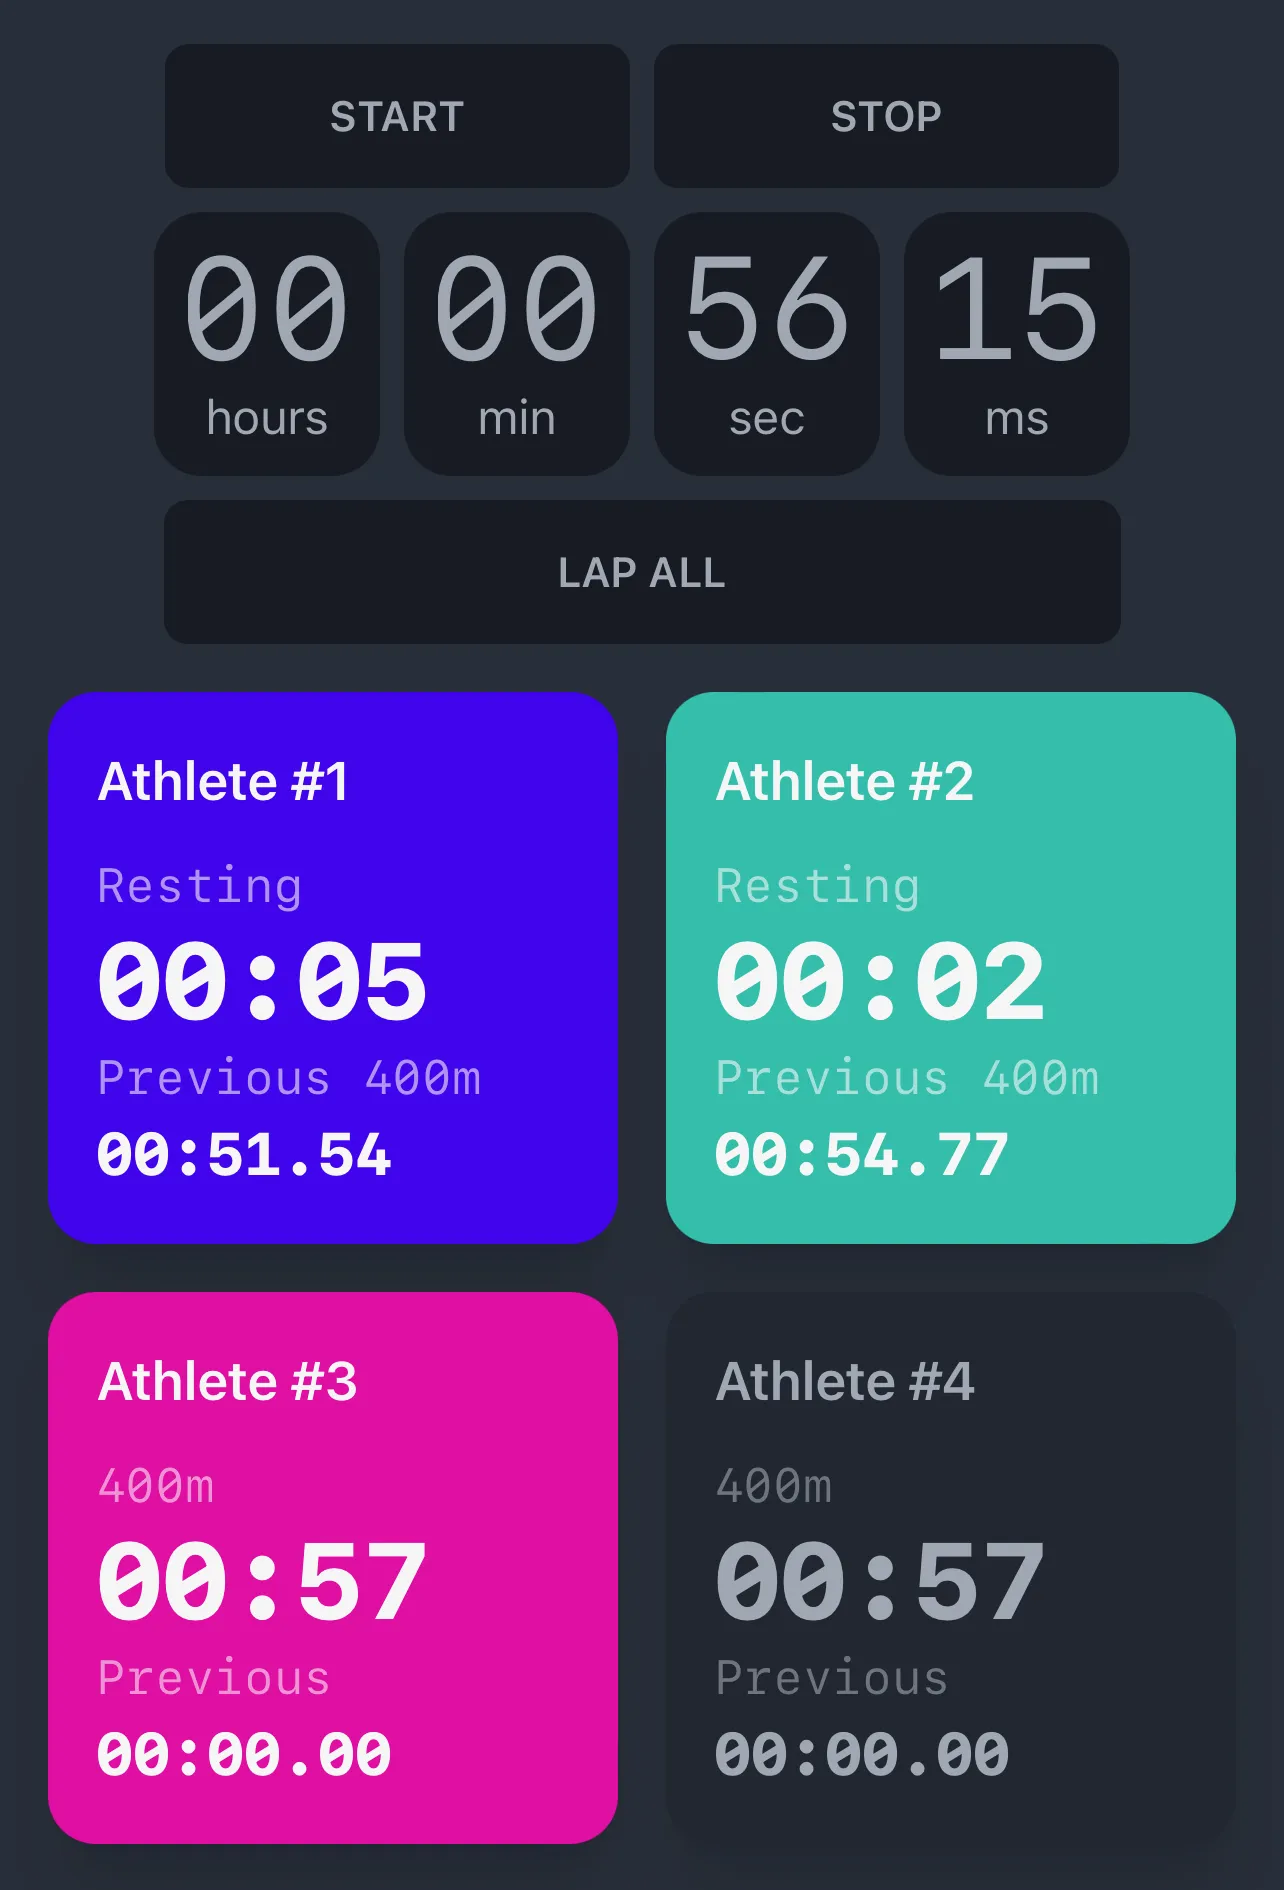 START STOP
00 00 56 15
hours min sec ms
LAP ALL
Athlete #1
Resting
00:05
Previous 400m
00:51.54
Athlete #2
Resting
00:02
Previous 400m
00:54.77
Athlete #3
400m
00:57
Previous
00:00.00
Athlete #4
400m
00:57
Previous
00:00.00